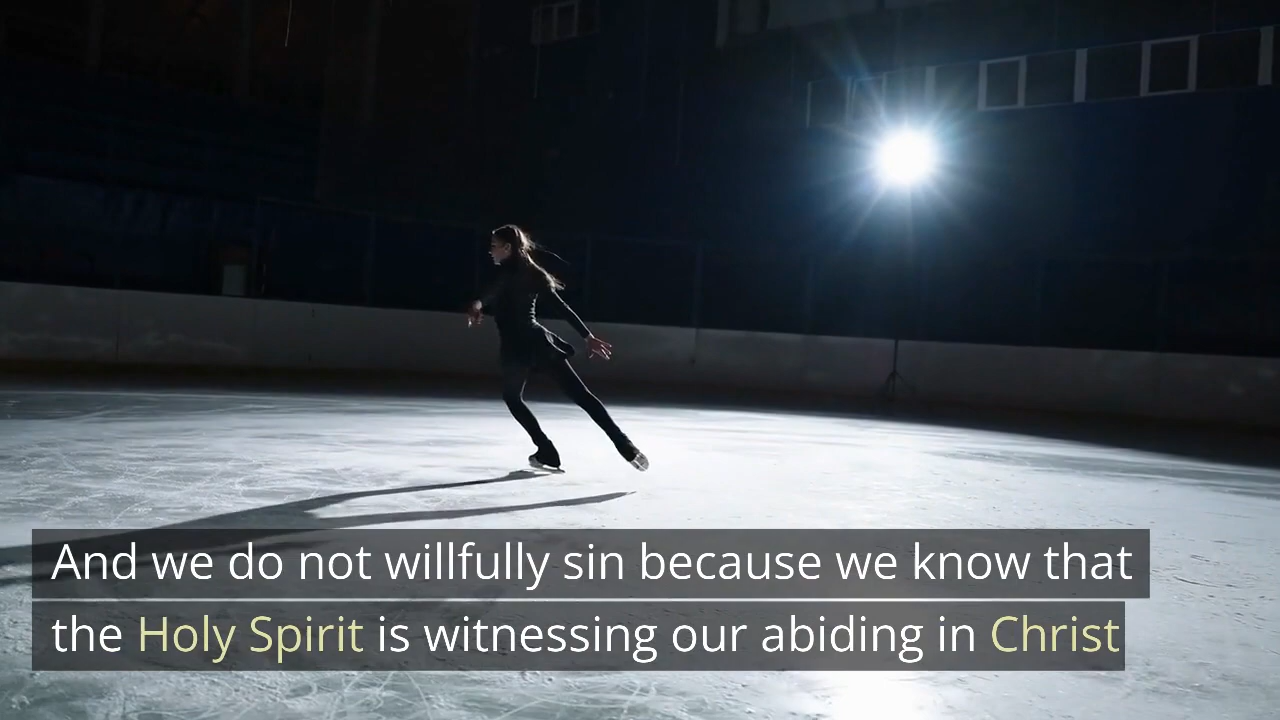 And we do not willfully sin because we know that
the Holy Spirit is witnessing our abiding in Christ